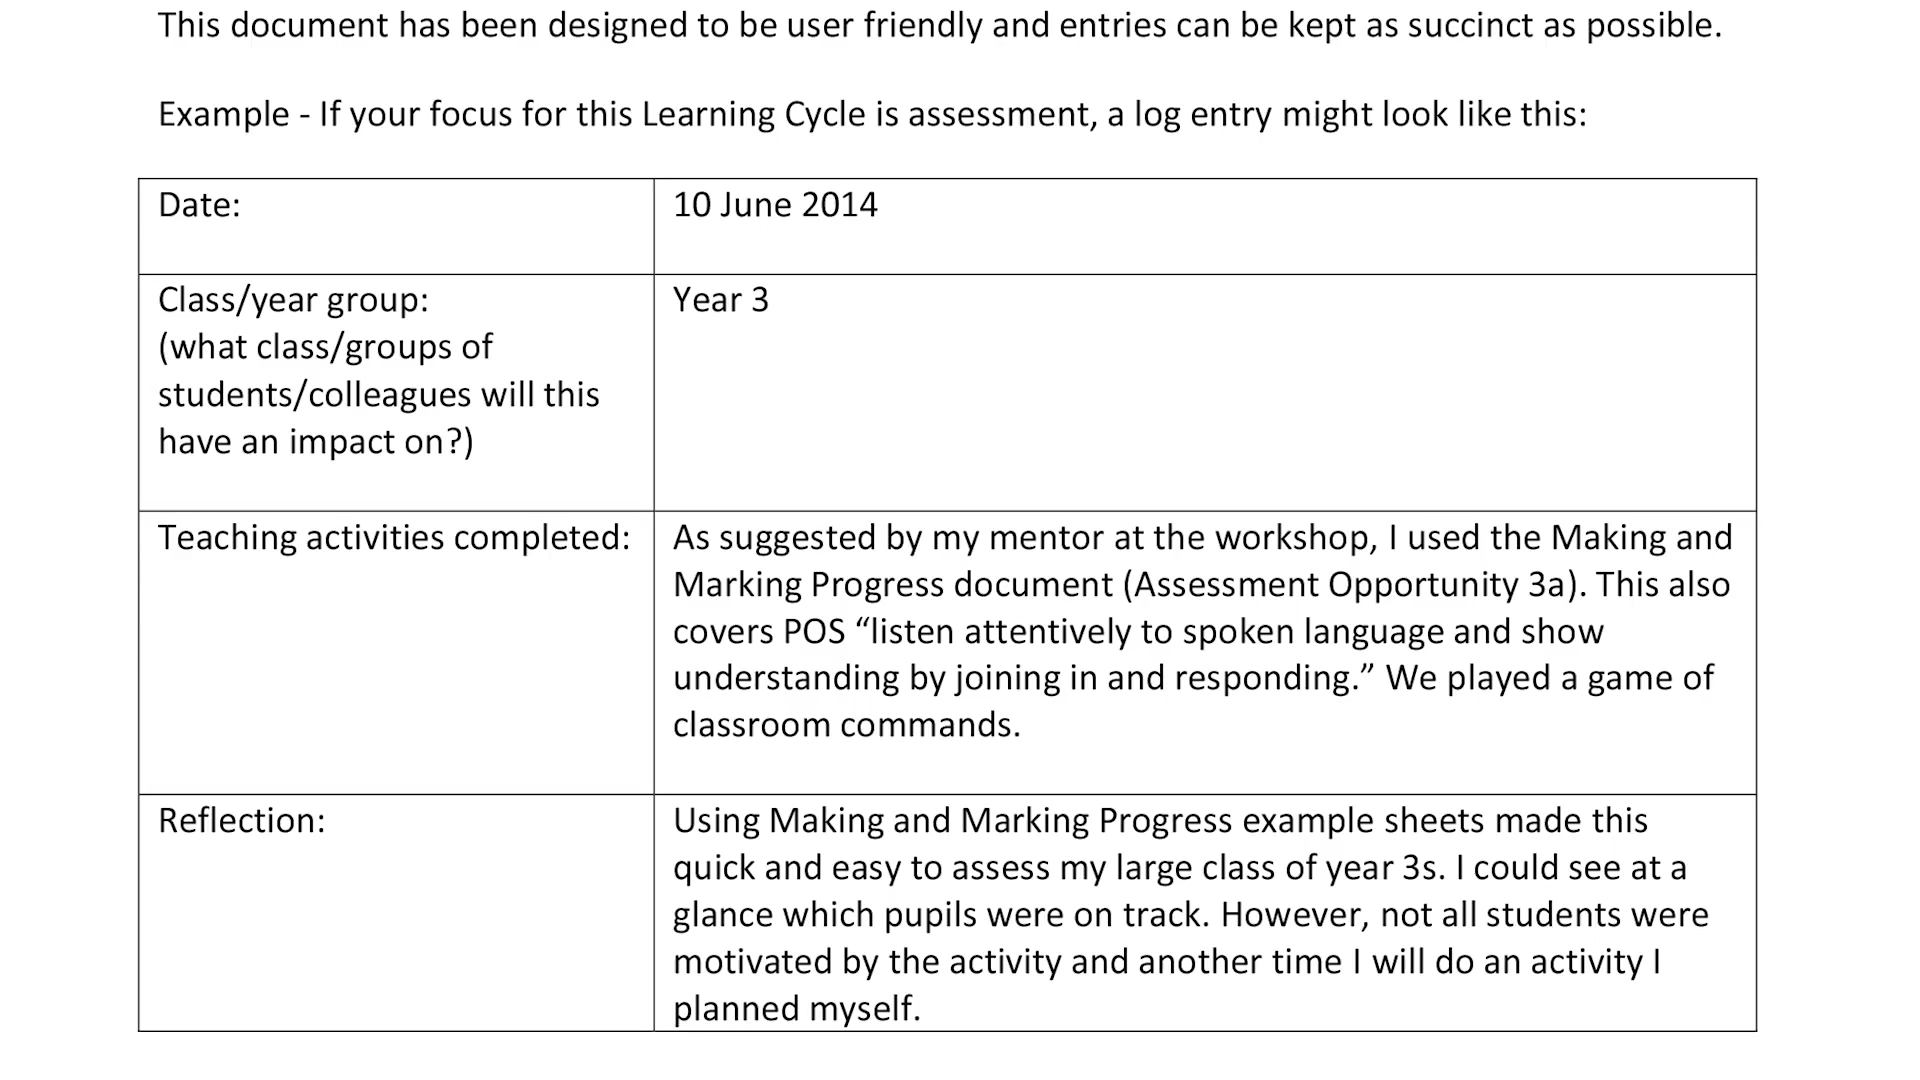 This document has been designed to be user friendly and entries can be kept as succinct as possible.
Example - If your focus for this Learning Cycle is assessment, a log entry might look like this:
Date:
10 June 2014
Class/year group:
(what class/groups of
students/colleagues will this
have an impact on?)
Year 3
Teaching activities completed:
As suggested by my mentor at the workshop, I used the Making and
Marking Progress document (Assessment Opportunity 3a). This also
covers POS “listen attentively to spoken language and show
understanding by joining in and responding.” We played a game of
classroom commands.
Reflection:
Using Making and Marking Progress example sheets made this
quick and easy to assess my large class of year 3s. I could see at a
glance which pupils were on track. However, not all students were
motivated by the activity and another time I will do an activity I
planned myself.